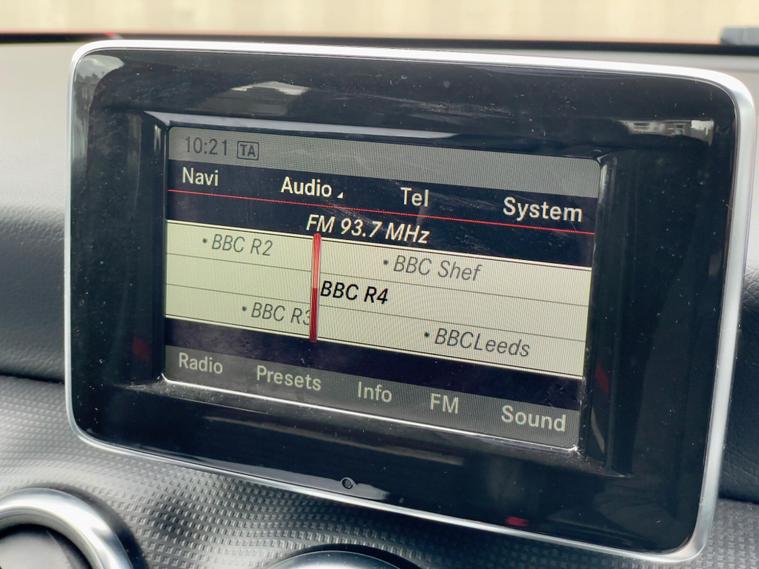 10:21 TA
Navi Audio Tel System
FM 93.7 MHz
• BBC R2
• BBC Shef
BBC R4
• BBC R3
• BBCLeeds
Radio Presets Info FM Sound